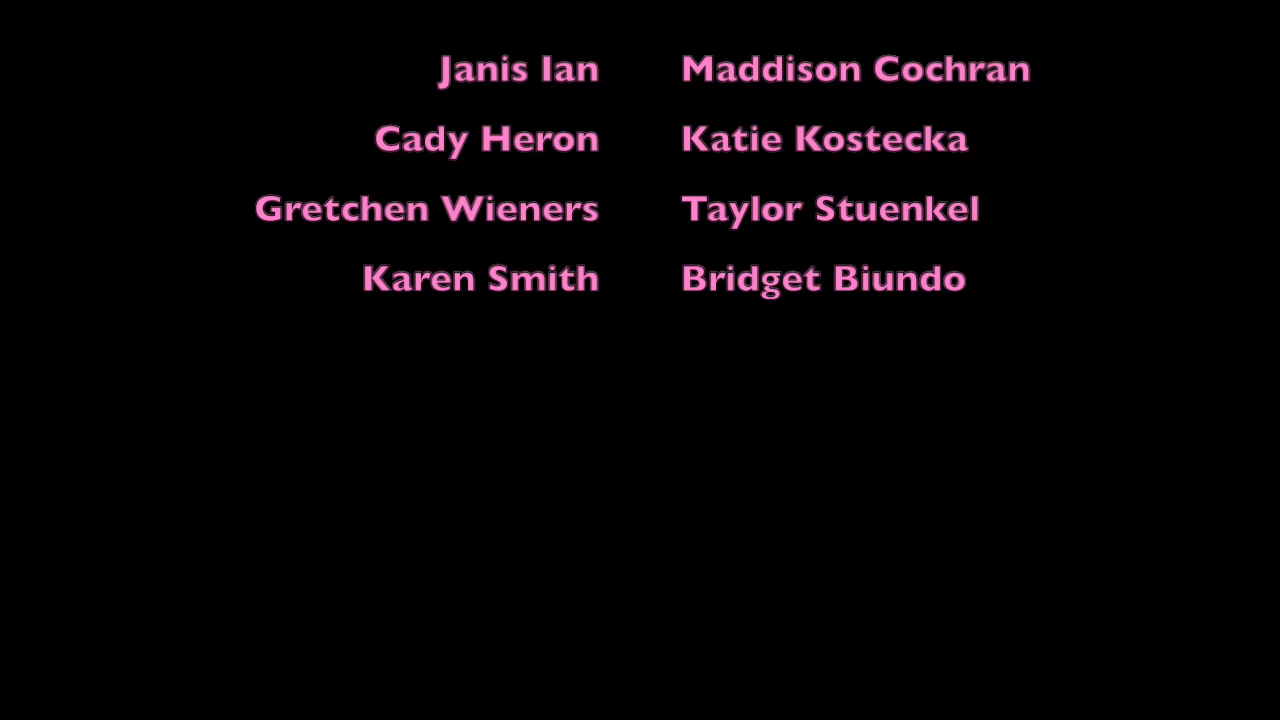 Janis Ian Maddison Cochran
Cady Heron Katie Kostecka
Gretchen Wieners Taylor Stuenkel
Karen Smith Bridget Biundo